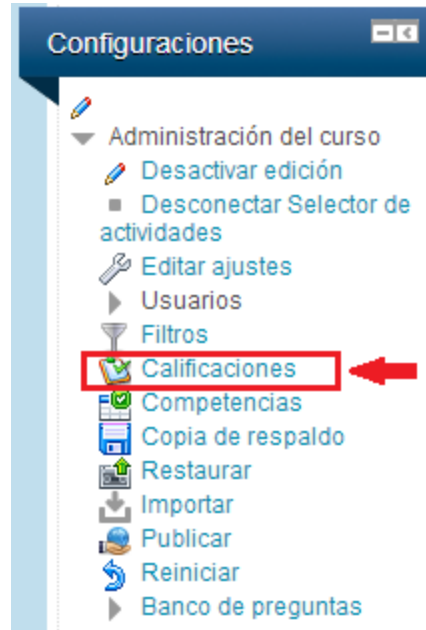 Configuraciones
Administración del curso
Desactivar edición
Desconectar Selector de
actividades
Editar ajustes
Usuarios
Filtros
Calificaciones
Competencias
Copia de respaldo
Restaurar
Importar
Publicar
Reiniciar
Banco de preguntas